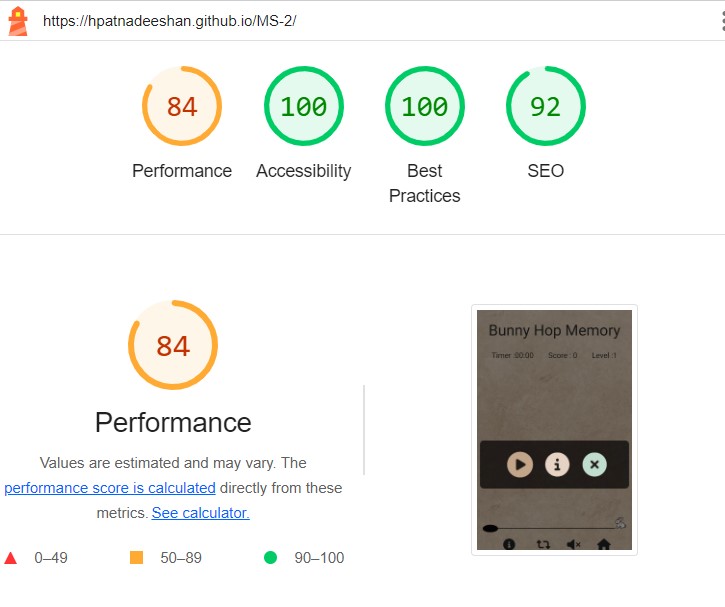 https://hpatnadeeshan.github.io/MS-2/
84
100
100
92
Performance
Accessibility
Best
Practices
SEO
84
Performance
Values are estimated and may vary. The
performance score is calculated directly from these
metrics. See calculator.
0–49
50–89
90–100
Bunny Hop Memory
Timer: 00:00 Score : 0 Level :1